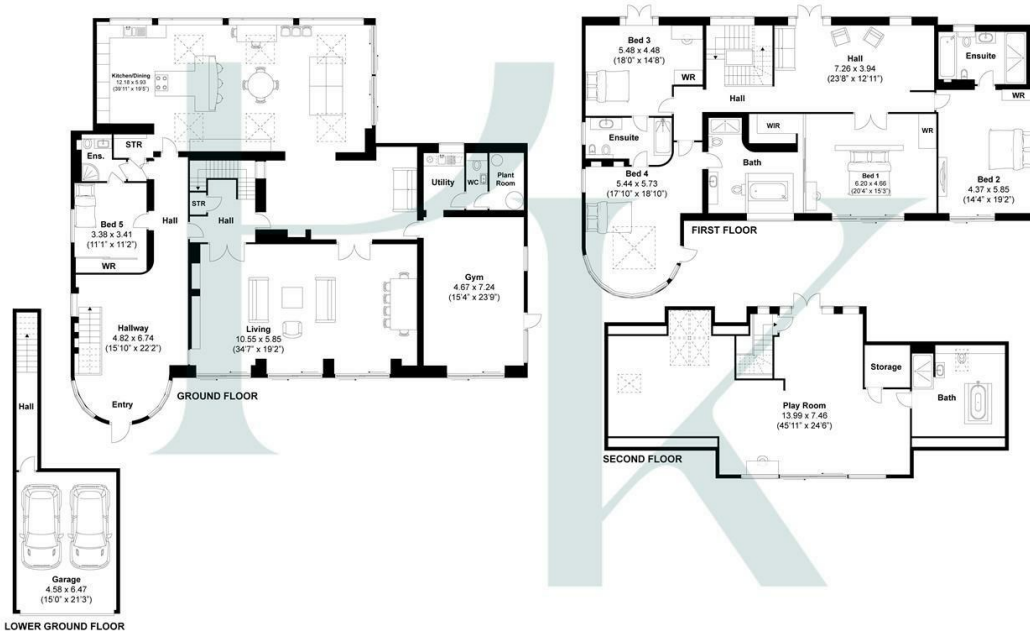 Kitchen/Dining
12.18 x 5.93
(39'11" x 19'5")
STR
Ens.
Bed 5
3.38 x 3.41
(11'1" x 11'2")
WR
Hall
STR
Hall
Utility
WC
Plant
Room
Gym
4.67 x 7.24
(15'4" x 23'9")
Living
10.55 x 5.85
(34'7" x 19'2")
Hallway
4.82 x 6.74
(15'10" x 22'2")
Entry
GROUND FLOOR
Hall
Garage
4.58 x 6.47
(15'0" x 21'3")
LOWER GROUND FLOOR
Bed 3
5.48 x 4.48
(18'0" x 14'8")
WR
Hall
Hall
7.26 x 3.94
(23'8" x 12'11")
Ensuite
WR
Ensuite
Bed 4
5.44 x 5.73
(17'10" x 18'10")
Bath
WIR
Bed 1
6.20 x 4.66
(20'4" x 15'3")
WR
Bed 2
4.37 x 5.85
(14'4" x 19'2")
FIRST FLOOR
Storage
Bath
Play Room
13.99 x 7.46
(45'11" x 24'6")
SECOND FLOOR
JK